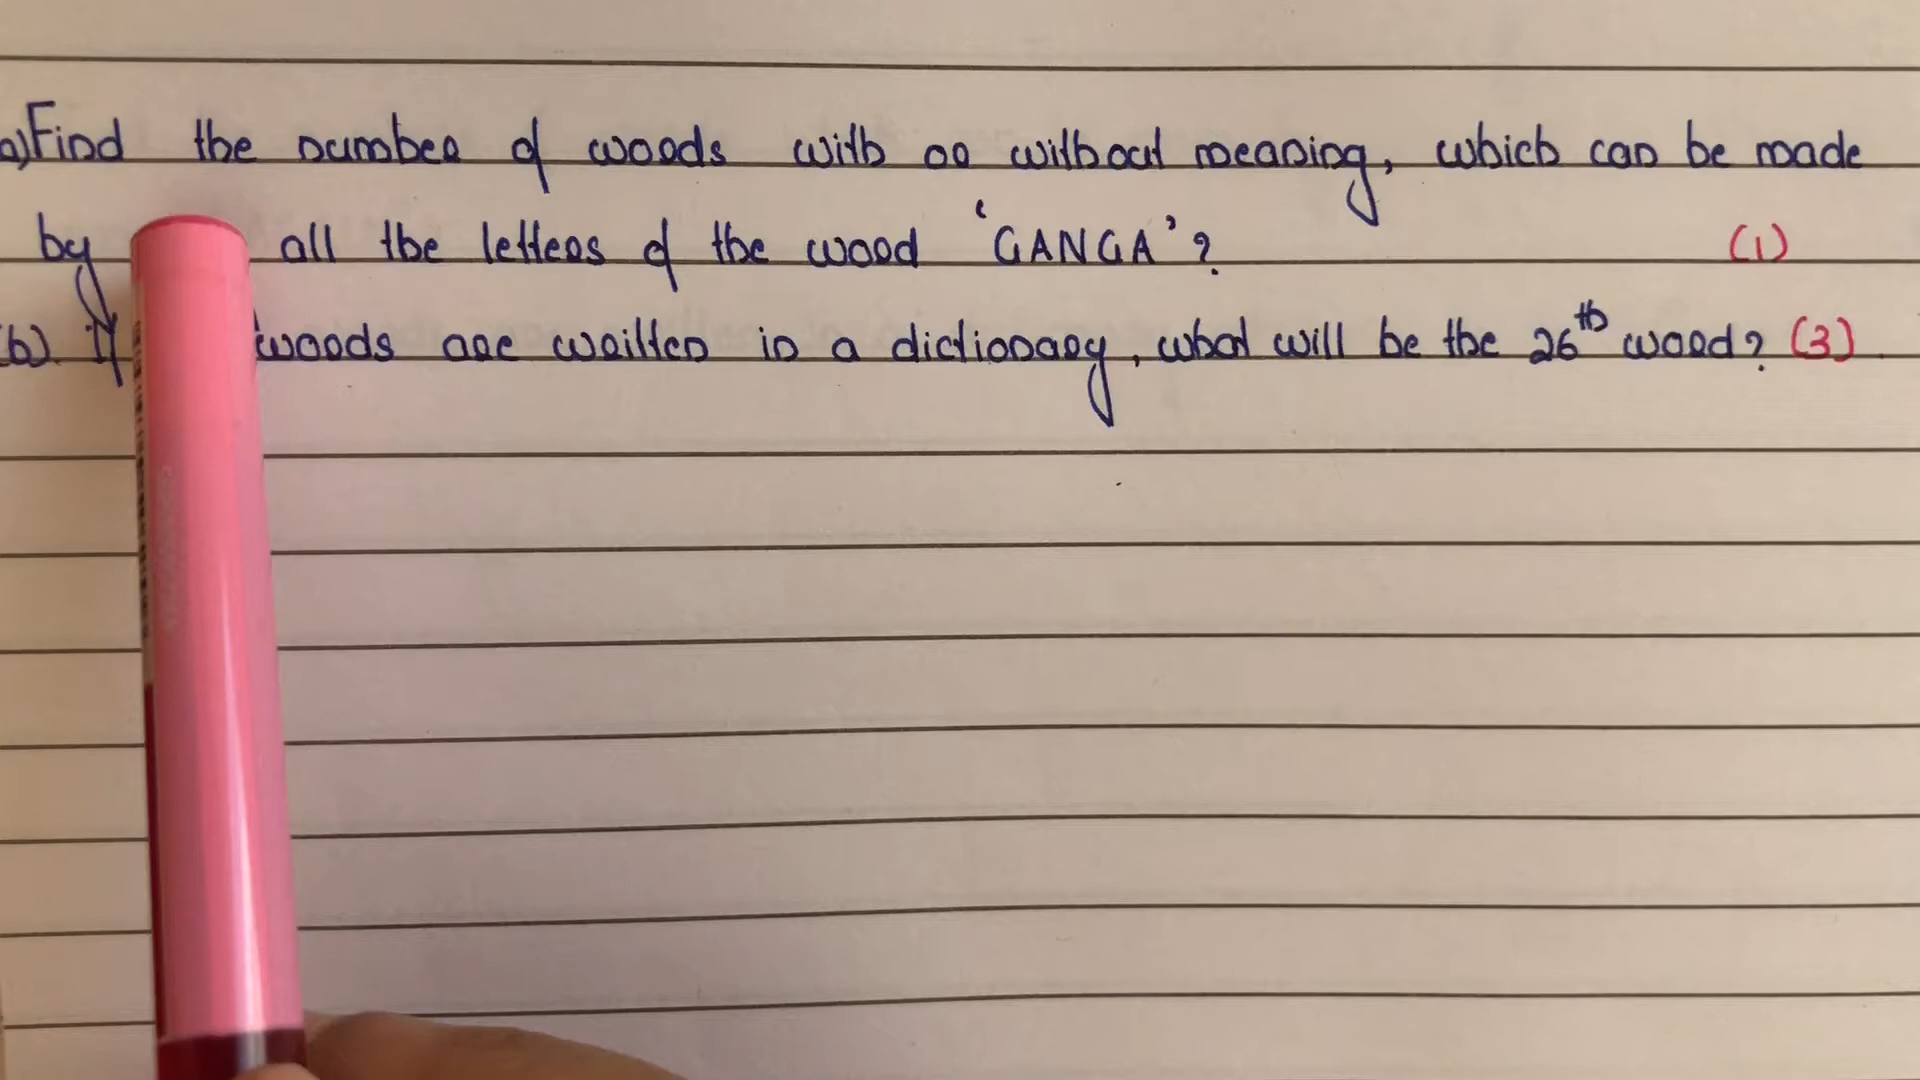 a) Find the number of words with or without meaning, which can be made
by all the letters of the word 'GANGA'? (1)
(b). If words are written in a dictionary, what will be the 26th word? (3)